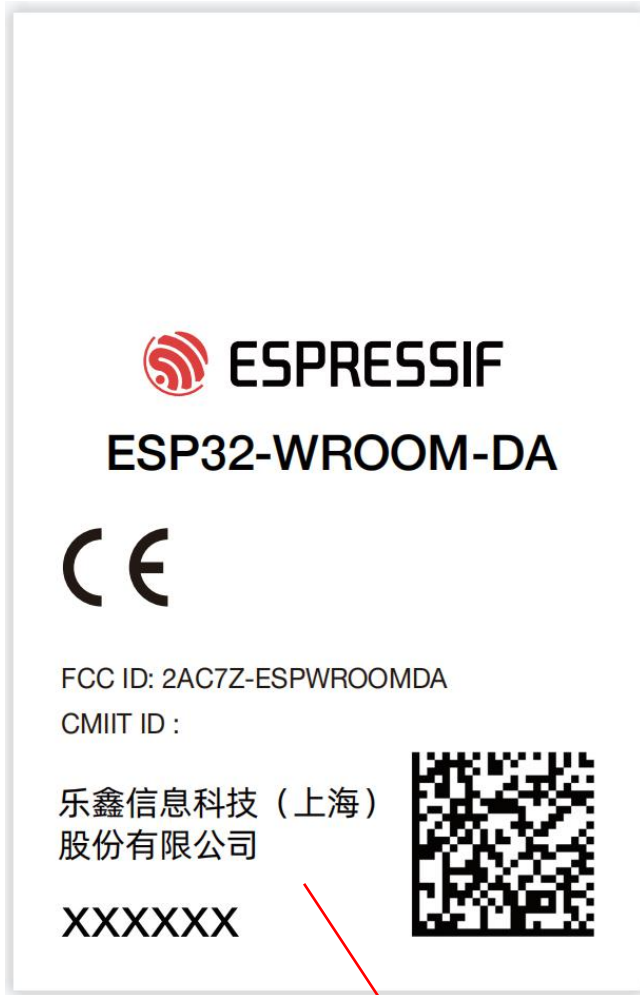 ESPRESSIF
ESP32-WROOM-DA
CE
FCC ID: 2AC7Z-ESPWROOMDA
CMIIT ID :
乐鑫信息科技（上海）
股份有限公司
XXXXXX